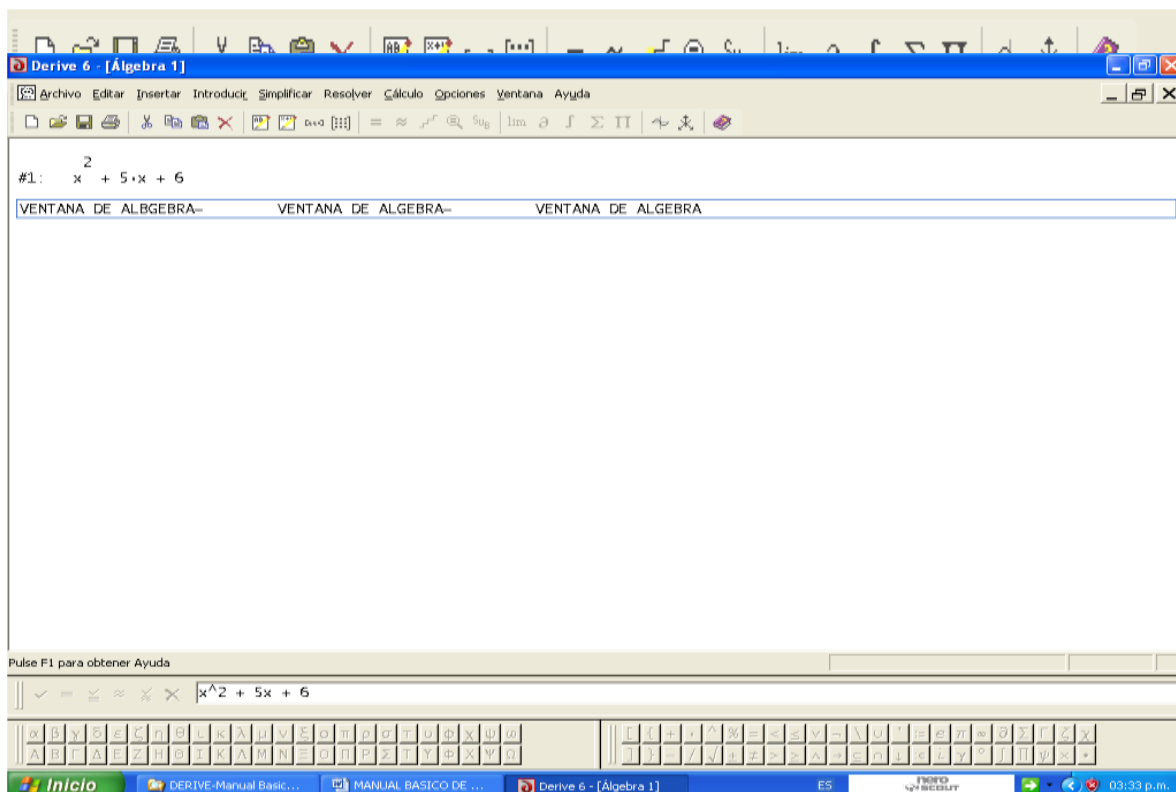 Derive 6 - [Álgebra 1]
Archivo Editar Insertar Introducir Simplificar Resolver Cálculo Opciones Ventana Ayuda
= ≈ SUB lim ∂ ∫ Σ Π
2
#1: x + 5·x + 6
VENTANA DE ALBGEBRA– VENTANA DE ALGEBRA– VENTANA DE ALGEBRA
Pulse F1 para obtener Ayuda
x^2 + 5x + 6
α β γ δ ε ζ η θ ι κ λ μ ν ξ ο π ρ σ τ υ φ χ ψ ω
Α Β Γ Δ Ε Ζ Η Θ Ι Κ Λ Μ Ν Ξ Ο Π Ρ Σ Τ Υ Φ Χ Ψ Ω
Inicio DERIVE-Manual Basic... MANUAL BASICO DE ... Derive 6 - [Álgebra 1] ES nero SCOUT 03:33 p.m.